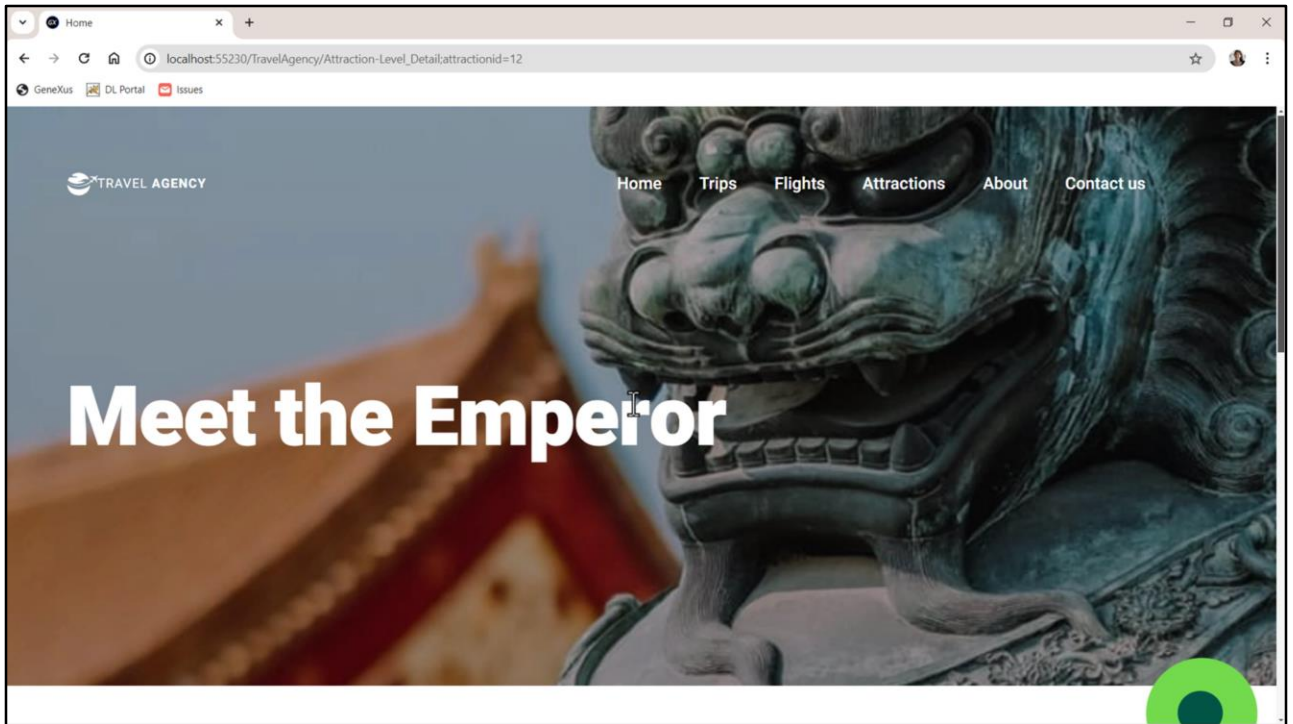 Home
localhost:55230/TravelAgency/Attraction-Level_Detail;attractionid=12
GeneXus DL Portal Issues
TRAVEL AGENCY Home Trips Flights Attractions About Contact us
Meet the Emperor